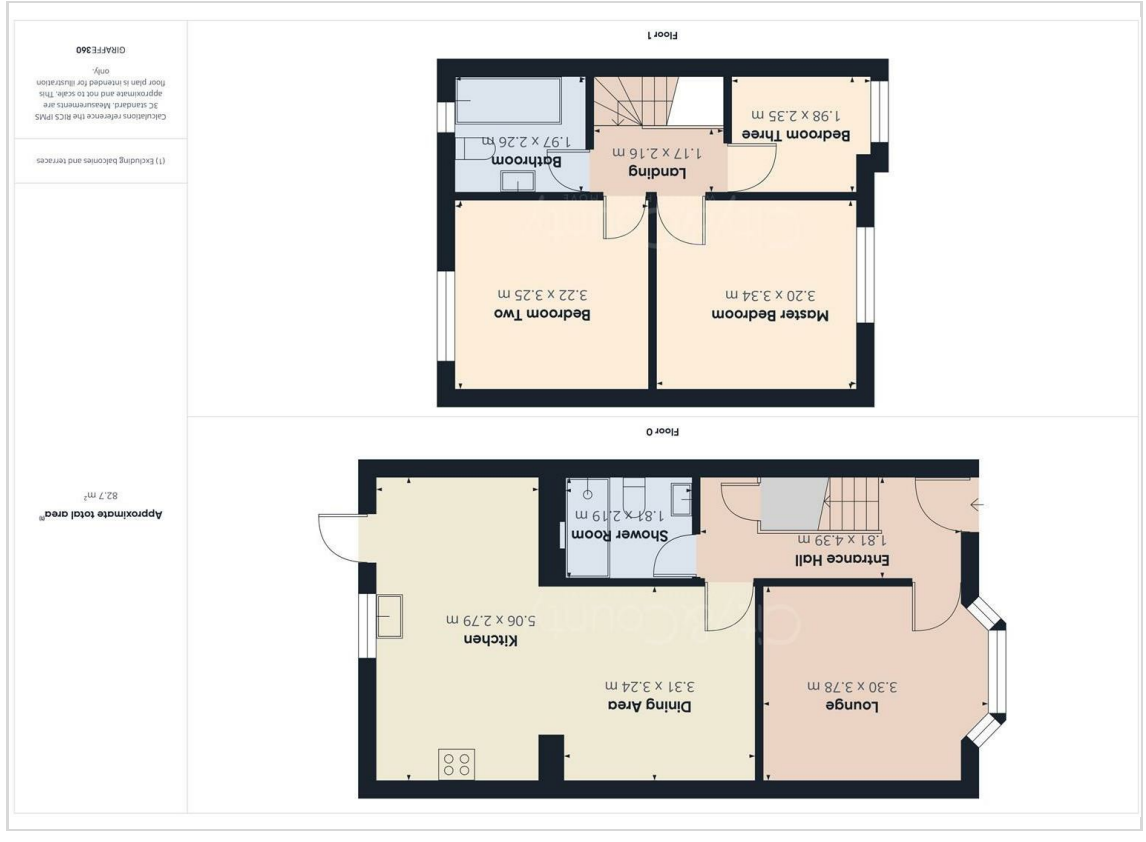 Lounge
3.30 x 3.78 m
Dining Area
3.31 x 3.24 m
Kitchen
5.06 x 2.79 m
City & County
Entrance Hall
1.81 x 4.39 m
Shower Room
1.81 x 2.19 m
Floor 0
Master Bedroom
3.20 x 3.34 m
Bedroom Two
3.22 x 3.25 m
City & County
Landing
1.17 x 2.16 m
Bathroom
1.97 x 2.26 m
Bedroom Three
1.98 x 2.35 m
Floor 1
Approximate total area⁽¹⁾
82.7 m²
(1) Excluding balconies and terraces
Calculations reference the RICS IPMS
3C standard. Measurements are
approximate and not to scale. This
floor plan is intended for illustration
only.
GIRAFFE360